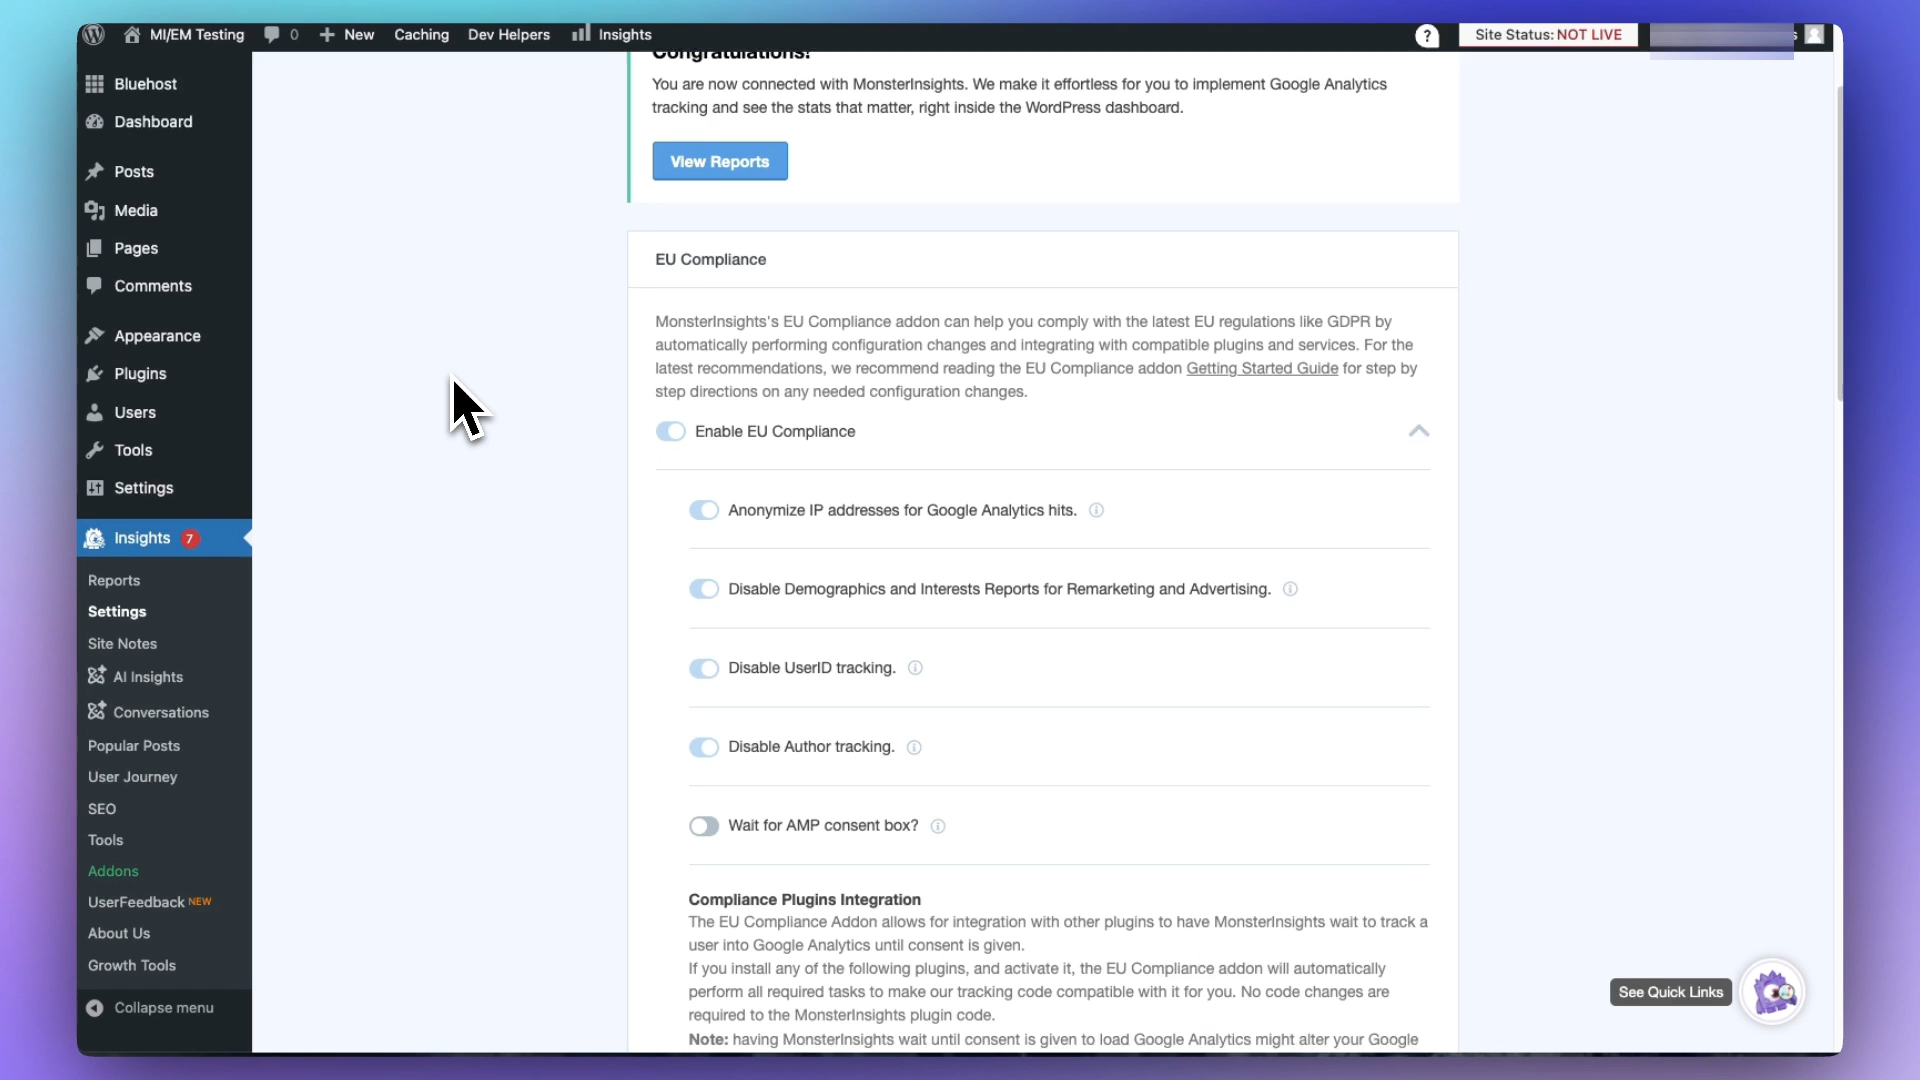 MI/EM Testing
0
New
Caching
Dev Helpers
Insights
?
Site Status: NOT LIVE
s
Bluehost
Dashboard
Posts
Media
Pages
Comments
Appearance
Plugins
Users
Tools
Settings
Insights 7
Reports
Settings
Site Notes
AI Insights
Conversations
Popular Posts
User Journey
SEO
Tools
Addons
UserFeedback NEW
About Us
Growth Tools
Collapse menu
Congratulations!
You are now connected with MonsterInsights. We make it effortless for you to implement Google Analytics
tracking and see the stats that matter, right inside the WordPress dashboard.
View Reports
EU Compliance
MonsterInsights's EU Compliance addon can help you comply with the latest EU regulations like GDPR by
automatically performing configuration changes and integrating with compatible plugins and services. For the
latest recommendations, we recommend reading the EU Compliance addon Getting Started Guide for step by
step directions on any needed configuration changes.
Enable EU Compliance
Anonymize IP addresses for Google Analytics hits.
Disable Demographics and Interests Reports for Remarketing and Advertising.
Disable UserID tracking.
Disable Author tracking.
Wait for AMP consent box?
Compliance Plugins Integration
The EU Compliance Addon allows for integration with other plugins to have MonsterInsights wait to track a
user into Google Analytics until consent is given.
If you install any of the following plugins, and activate it, the EU Compliance addon will automatically
perform all required tasks to make our tracking code compatible with it for you. No code changes are
required to the MonsterInsights plugin code.
Note: having MonsterInsights wait until consent is given to load Google Analytics might alter your Google
See Quick Links